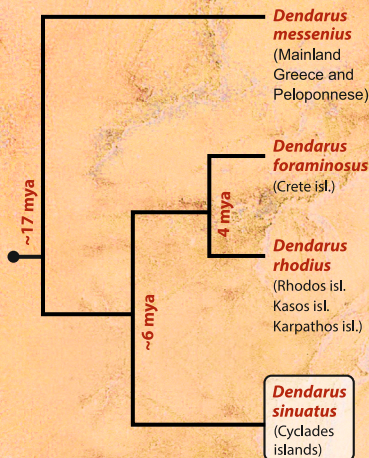 Dendarus
messenius
(Mainland
Greece and
Peloponnese)
Dendarus
foraminosus
(Crete isl.)
~17 mya
4 mya
Dendarus
rhodius
(Rhodos isl.
Kasos isl.
Karpathos isl.)
~6 mya
Dendarus
sinuatus
(Cyclades
islands)